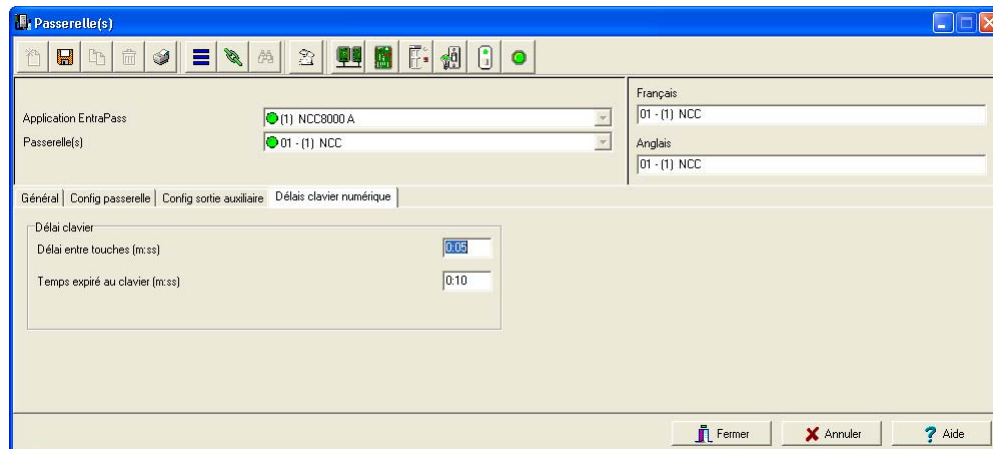 Passerelle(s)
Application EntraPass
(1) NCC8000 A
Passerelle(s)
01 - (1) NCC
Français
01 - (1) NCC
Anglais
01 - (1) NCC
Général Config passerelle Config sortie auxiliaire Délais clavier numérique
Délai clavier
Délai entre touches (m:ss)
0:05
Temps expiré au clavier (m:ss)
0:10
Fermer Annuler Aide